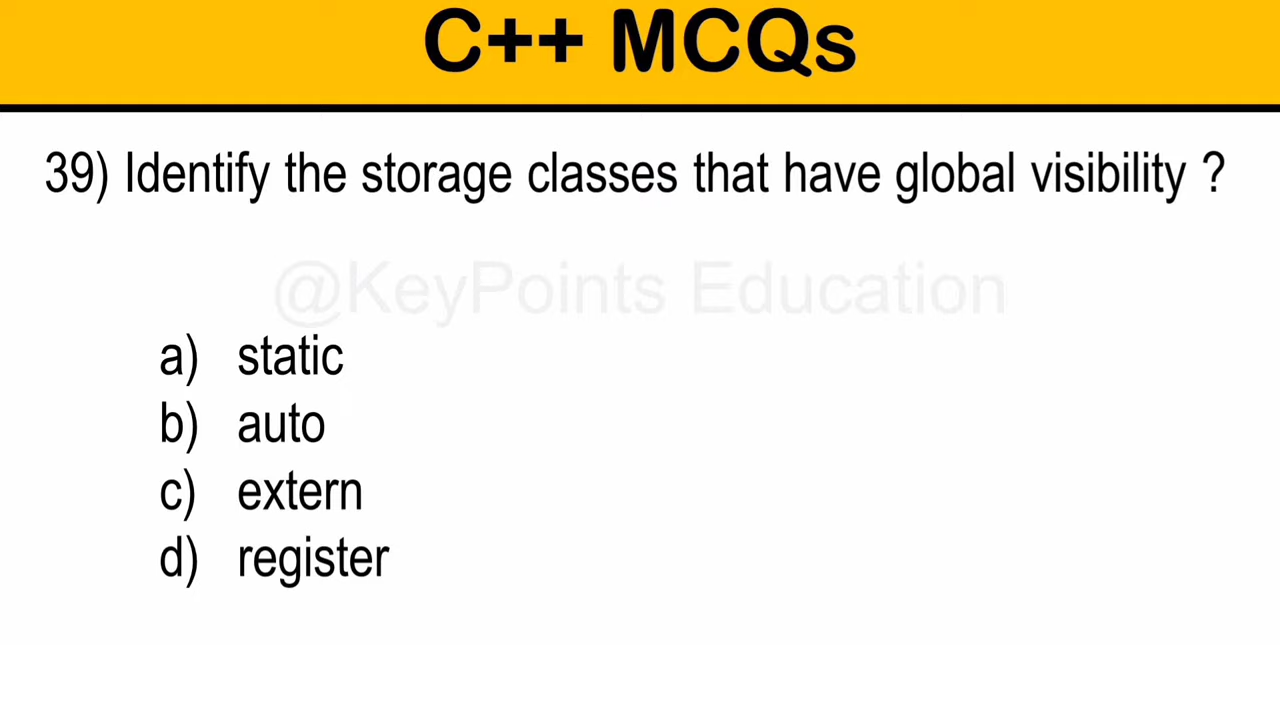 C++ MCQs
39) Identify the storage classes that have global visibility ?
@KeyPoints Education
a) static
b) auto
c) extern
d) register